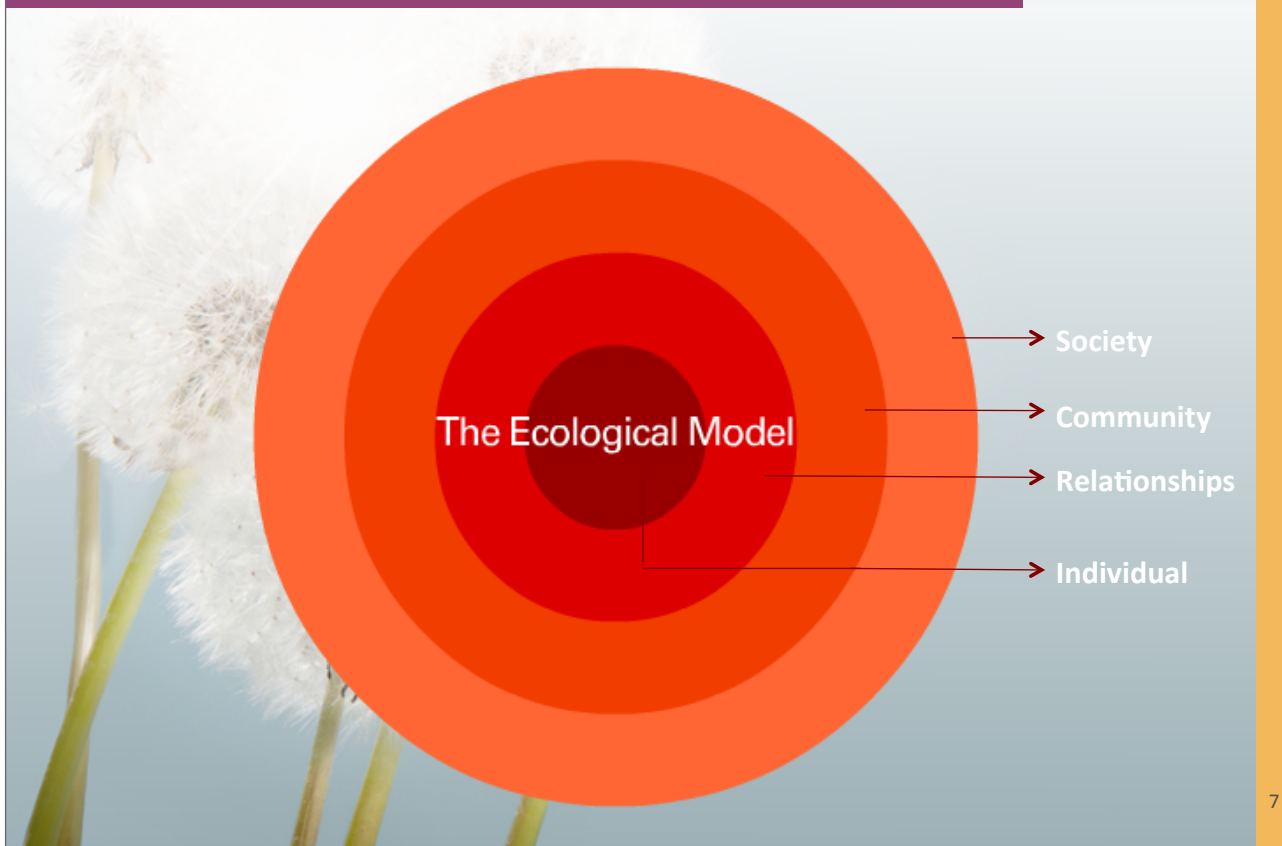 Society
Community
The Ecological Model
Relationships
Individual
7